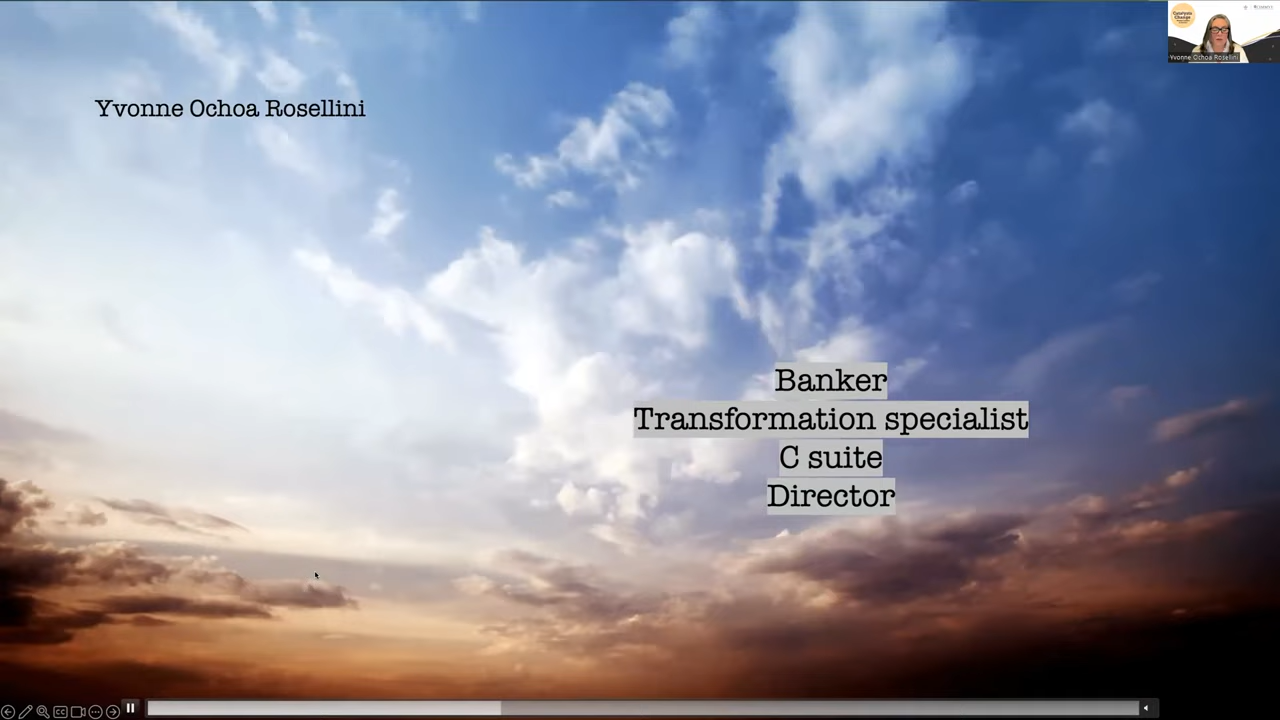 Yvonne Ochoa Rosellini
Banker
Transformation specialist
C suite
Director
Yvonne Ochoa Rosellini